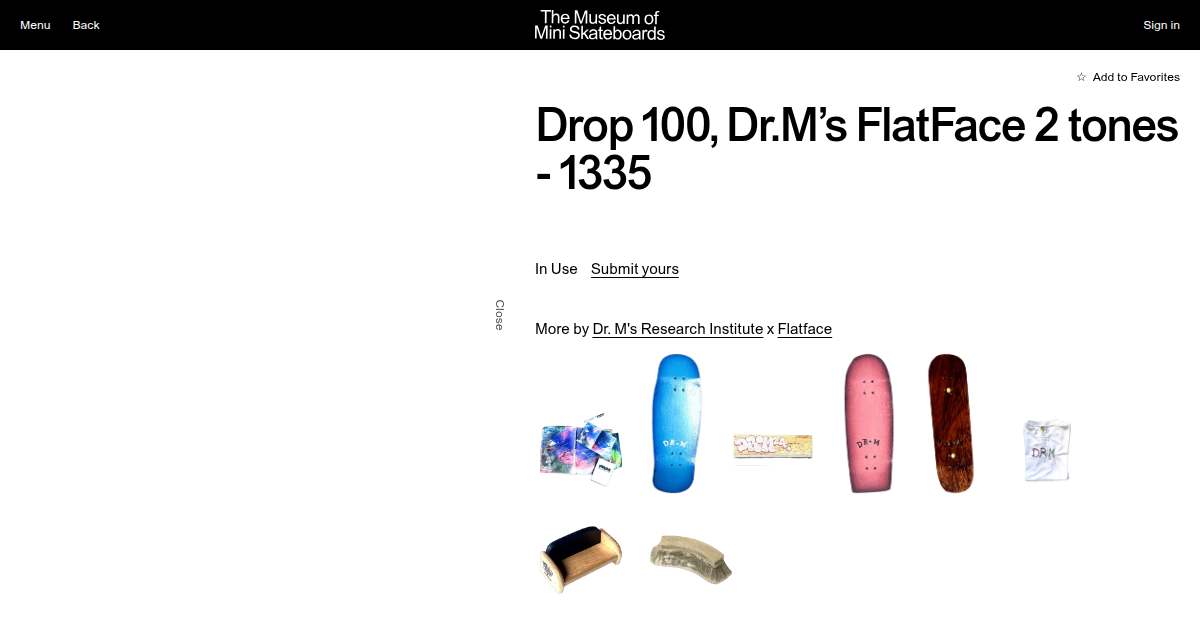 Menu
Back
The Museum of
Mini Skateboards
Sign in
☆ Add to Favorites
Drop 100, Dr.M’s FlatFace 2 tones
- 1335
In Use Submit yours
Close
More by Dr. M's Research Institute x Flatface
DR•M
DR•M
DR.M